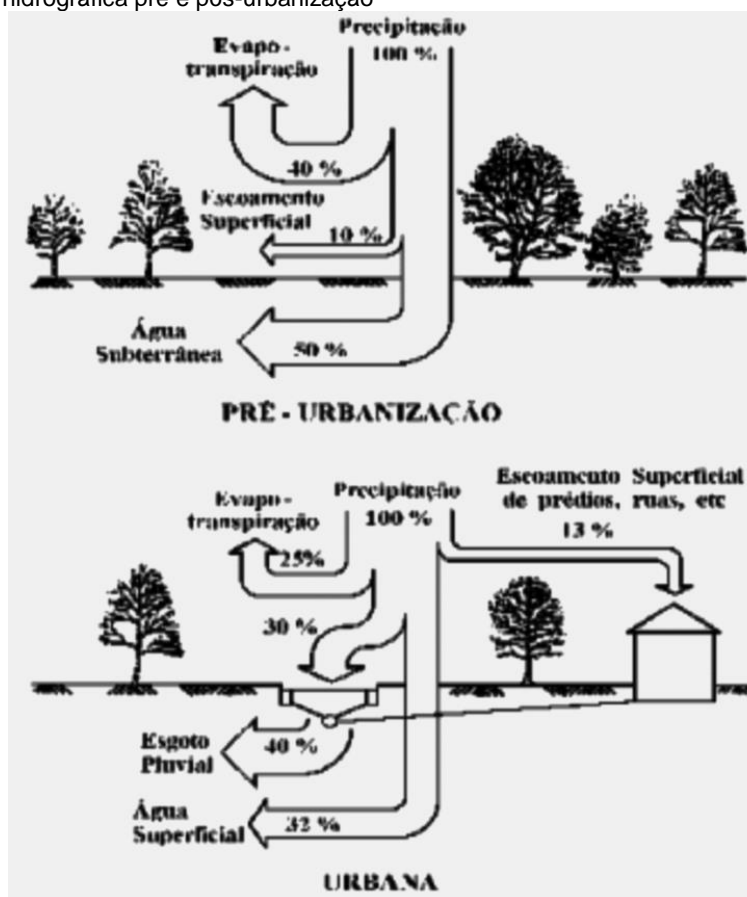 hidrográfica pré e pós-urbanização
Precipitação
100 %
Evapo-
transpiração
40 %
Escoamento
Superficial
10 %
Água
Subterrânea
50 %
PRÉ - URBANIZAÇÃO
Escoamento Superficial
de prédios, ruas, etc
13 %
Precipitação
100 %
Evapo-
transpiração
25%
30 %
Esgoto
Pluvial
40 %
Água
Superficial
32 %
URBANA